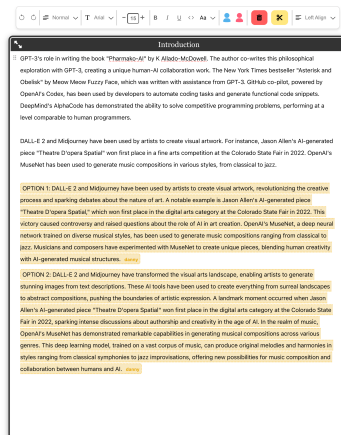 Normal Arial 15 B I U <> Aa Left Align
Introduction
GPT-3's role in writing the book "Pharmako-AI" by K Allado-McDowell. The author co-writes this philosophical
exploration with GPT-3, creating a unique human-AI collaboration work. The New York Times bestseller "Asterisk and
Obelisk" by Meow Meow Fuzzy Face, which was written with assistance from GPT-3. GitHub co-pilot, powered by
OpenAI's Codex, has been used by developers to automate coding tasks and generate functional code snippets.
DeepMind's AlphaCode has demonstrated the ability to solve competitive programming problems, performing at a
level comparable to human programmers.
DALL-E 2 and Midjourney have been used by artists to create visual artwork. For instance, Jason Allen's AI-generated
piece "Theatre D'opera Spatial" won first place in a fine arts competition at the Colorado State Fair in 2022. OpenAI's
MuseNet has been used to generate music compositions in various styles, from classical to jazz.
OPTION 1: DALL-E 2 and Midjourney have been used by artists to create visual artwork, revolutionizing the creative
process and sparking debates about the nature of art. A notable example is Jason Allen's AI-generated piece
"Theatre D'opera Spatial," which won first place in the digital arts category at the Colorado State Fair in 2022. This
victory caused controversy and raised questions about the role of AI in art creation. OpenAI's MuseNet, a deep neural
network trained on diverse musical styles, has been used to generate music compositions ranging from classical to
jazz. Musicians and composers have experimented with MuseNet to create unique pieces, blending human creativity
with AI-generated musical structures.
OPTION 2: DALL-E 2 and Midjourney have transformed the visual arts landscape, enabling artists to generate
stunning images from text descriptions. These AI tools have been used to create everything from surreal landscapes
to abstract compositions, pushing the boundaries of artistic expression. A landmark moment occurred when Jason
Allen's AI-generated piece "Theatre D'opera Spatial" won first place in the digital arts category at the Colorado State
Fair in 2022, sparking intense discussions about authorship and creativity in the age of AI. In the realm of music,
OpenAI's MuseNet has demonstrated remarkable capabilities in generating musical compositions across various
genres. This deep learning model, trained on a vast corpus of music, can produce original melodies and harmonies in
styles ranging from classical symphonies to jazz improvisations, offering new possibilities for music composition and
collaboration between humans and AI.